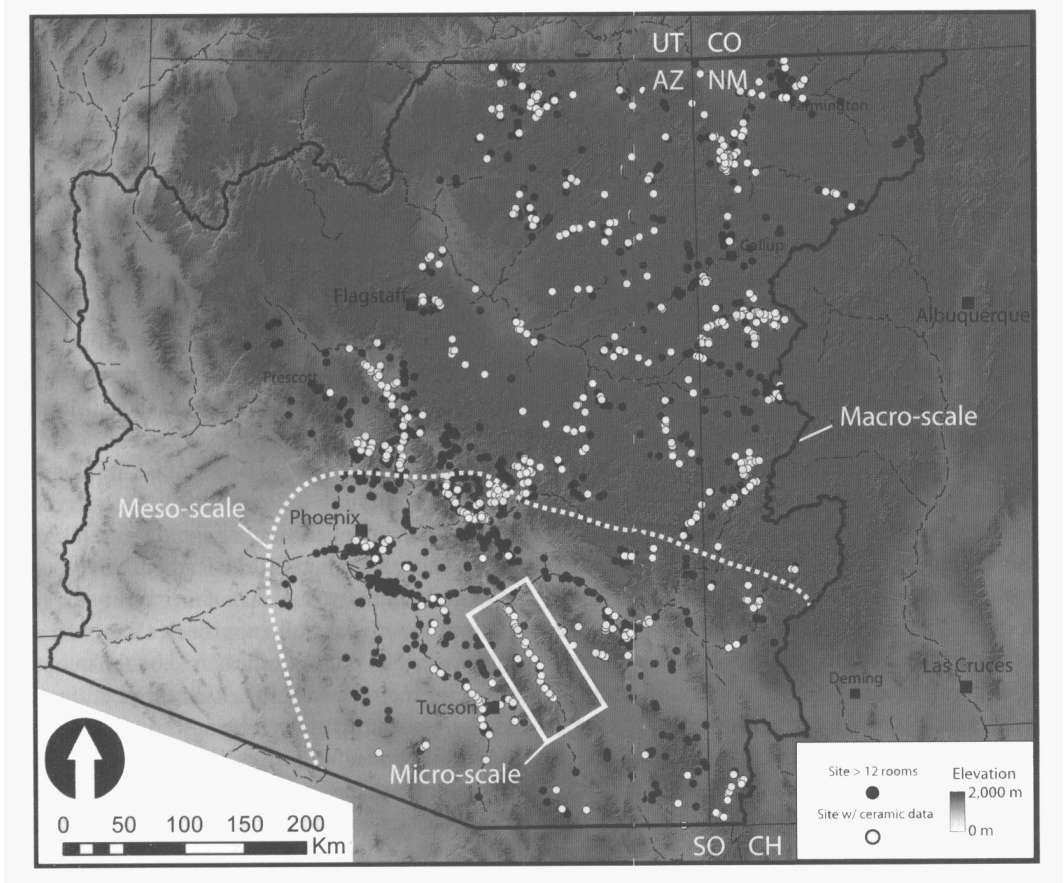 UT CO
AZ NM
Farmington
Gallup
Flagstaff
Albuquerque
Prescott
Macro-scale
Meso-scale
Phoenix
Las Cruces
Deming
Tucson
Micro-scale
Site > 12 rooms
Site w/ ceramic data
Elevation
2,000 m
0 m
0 50 100 150 200
Km
SO CH